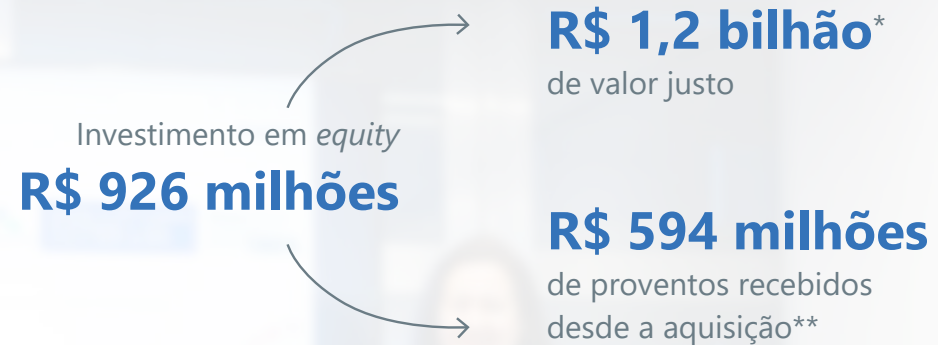 R$ 1,2 bilhão*
de valor justo
Investimento em equity
R$ 926 milhões
R$ 594 milhões
de proventos recebidos
desde a aquisição**